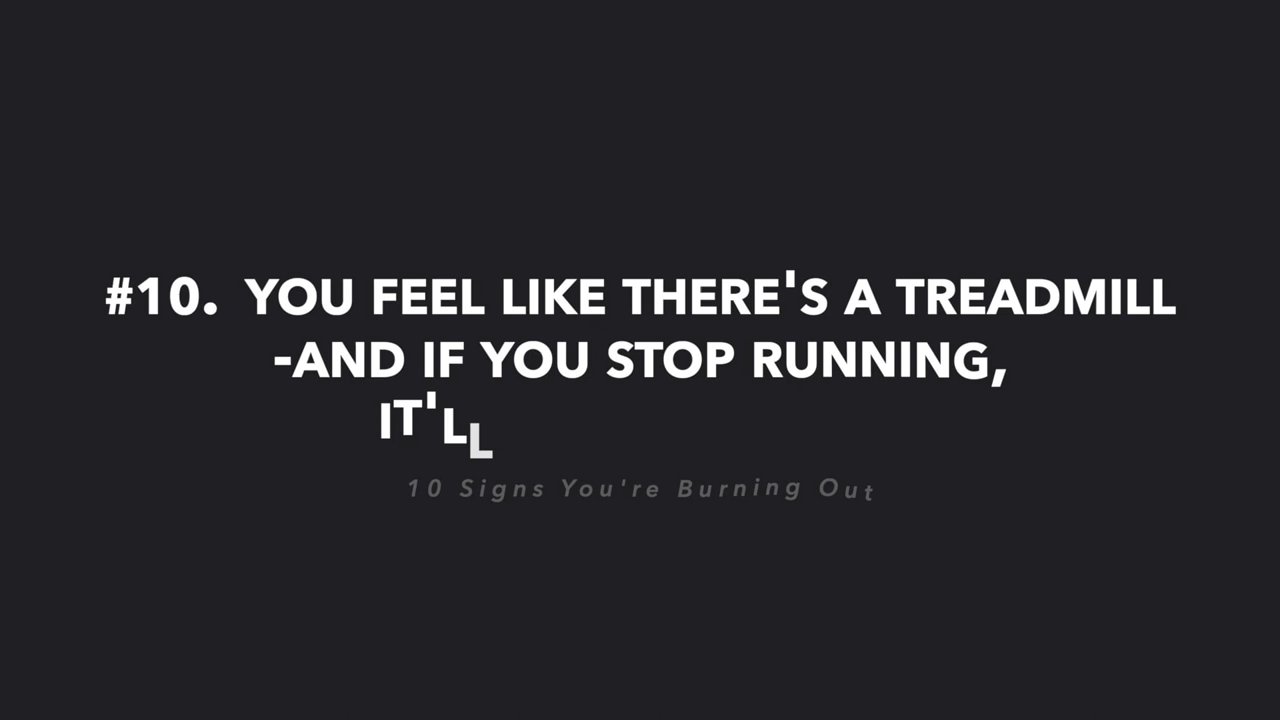 #10. YOU FEEL LIKE THERE'S A TREADMILL
-AND IF YOU STOP RUNNING,
IT'LL
10 Signs You're Burning Out